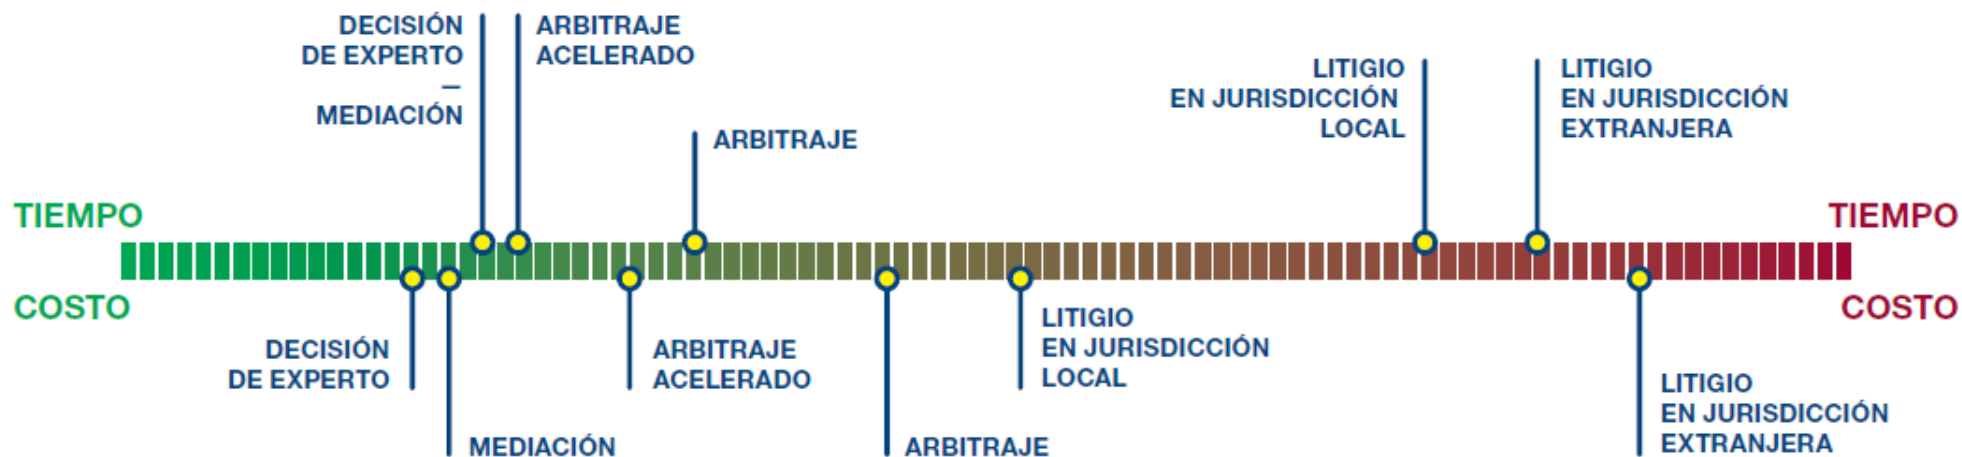 DECISIÓN
DE EXPERTO
—
MEDIACIÓN
ARBITRAJE
ACELERADO
ARBITRAJE
LITIGIO
EN JURISDICCIÓN
LOCAL
LITIGIO
EN JURISDICCIÓN
EXTRANJERA
TIEMPO
TIEMPO
COSTO
COSTO
DECISIÓN
DE EXPERTO
MEDIACIÓN
ARBITRAJE
ACELERADO
ARBITRAJE
LITIGIO
EN JURISDICCIÓN
LOCAL
LITIGIO
EN JURISDICCIÓN
EXTRANJERA